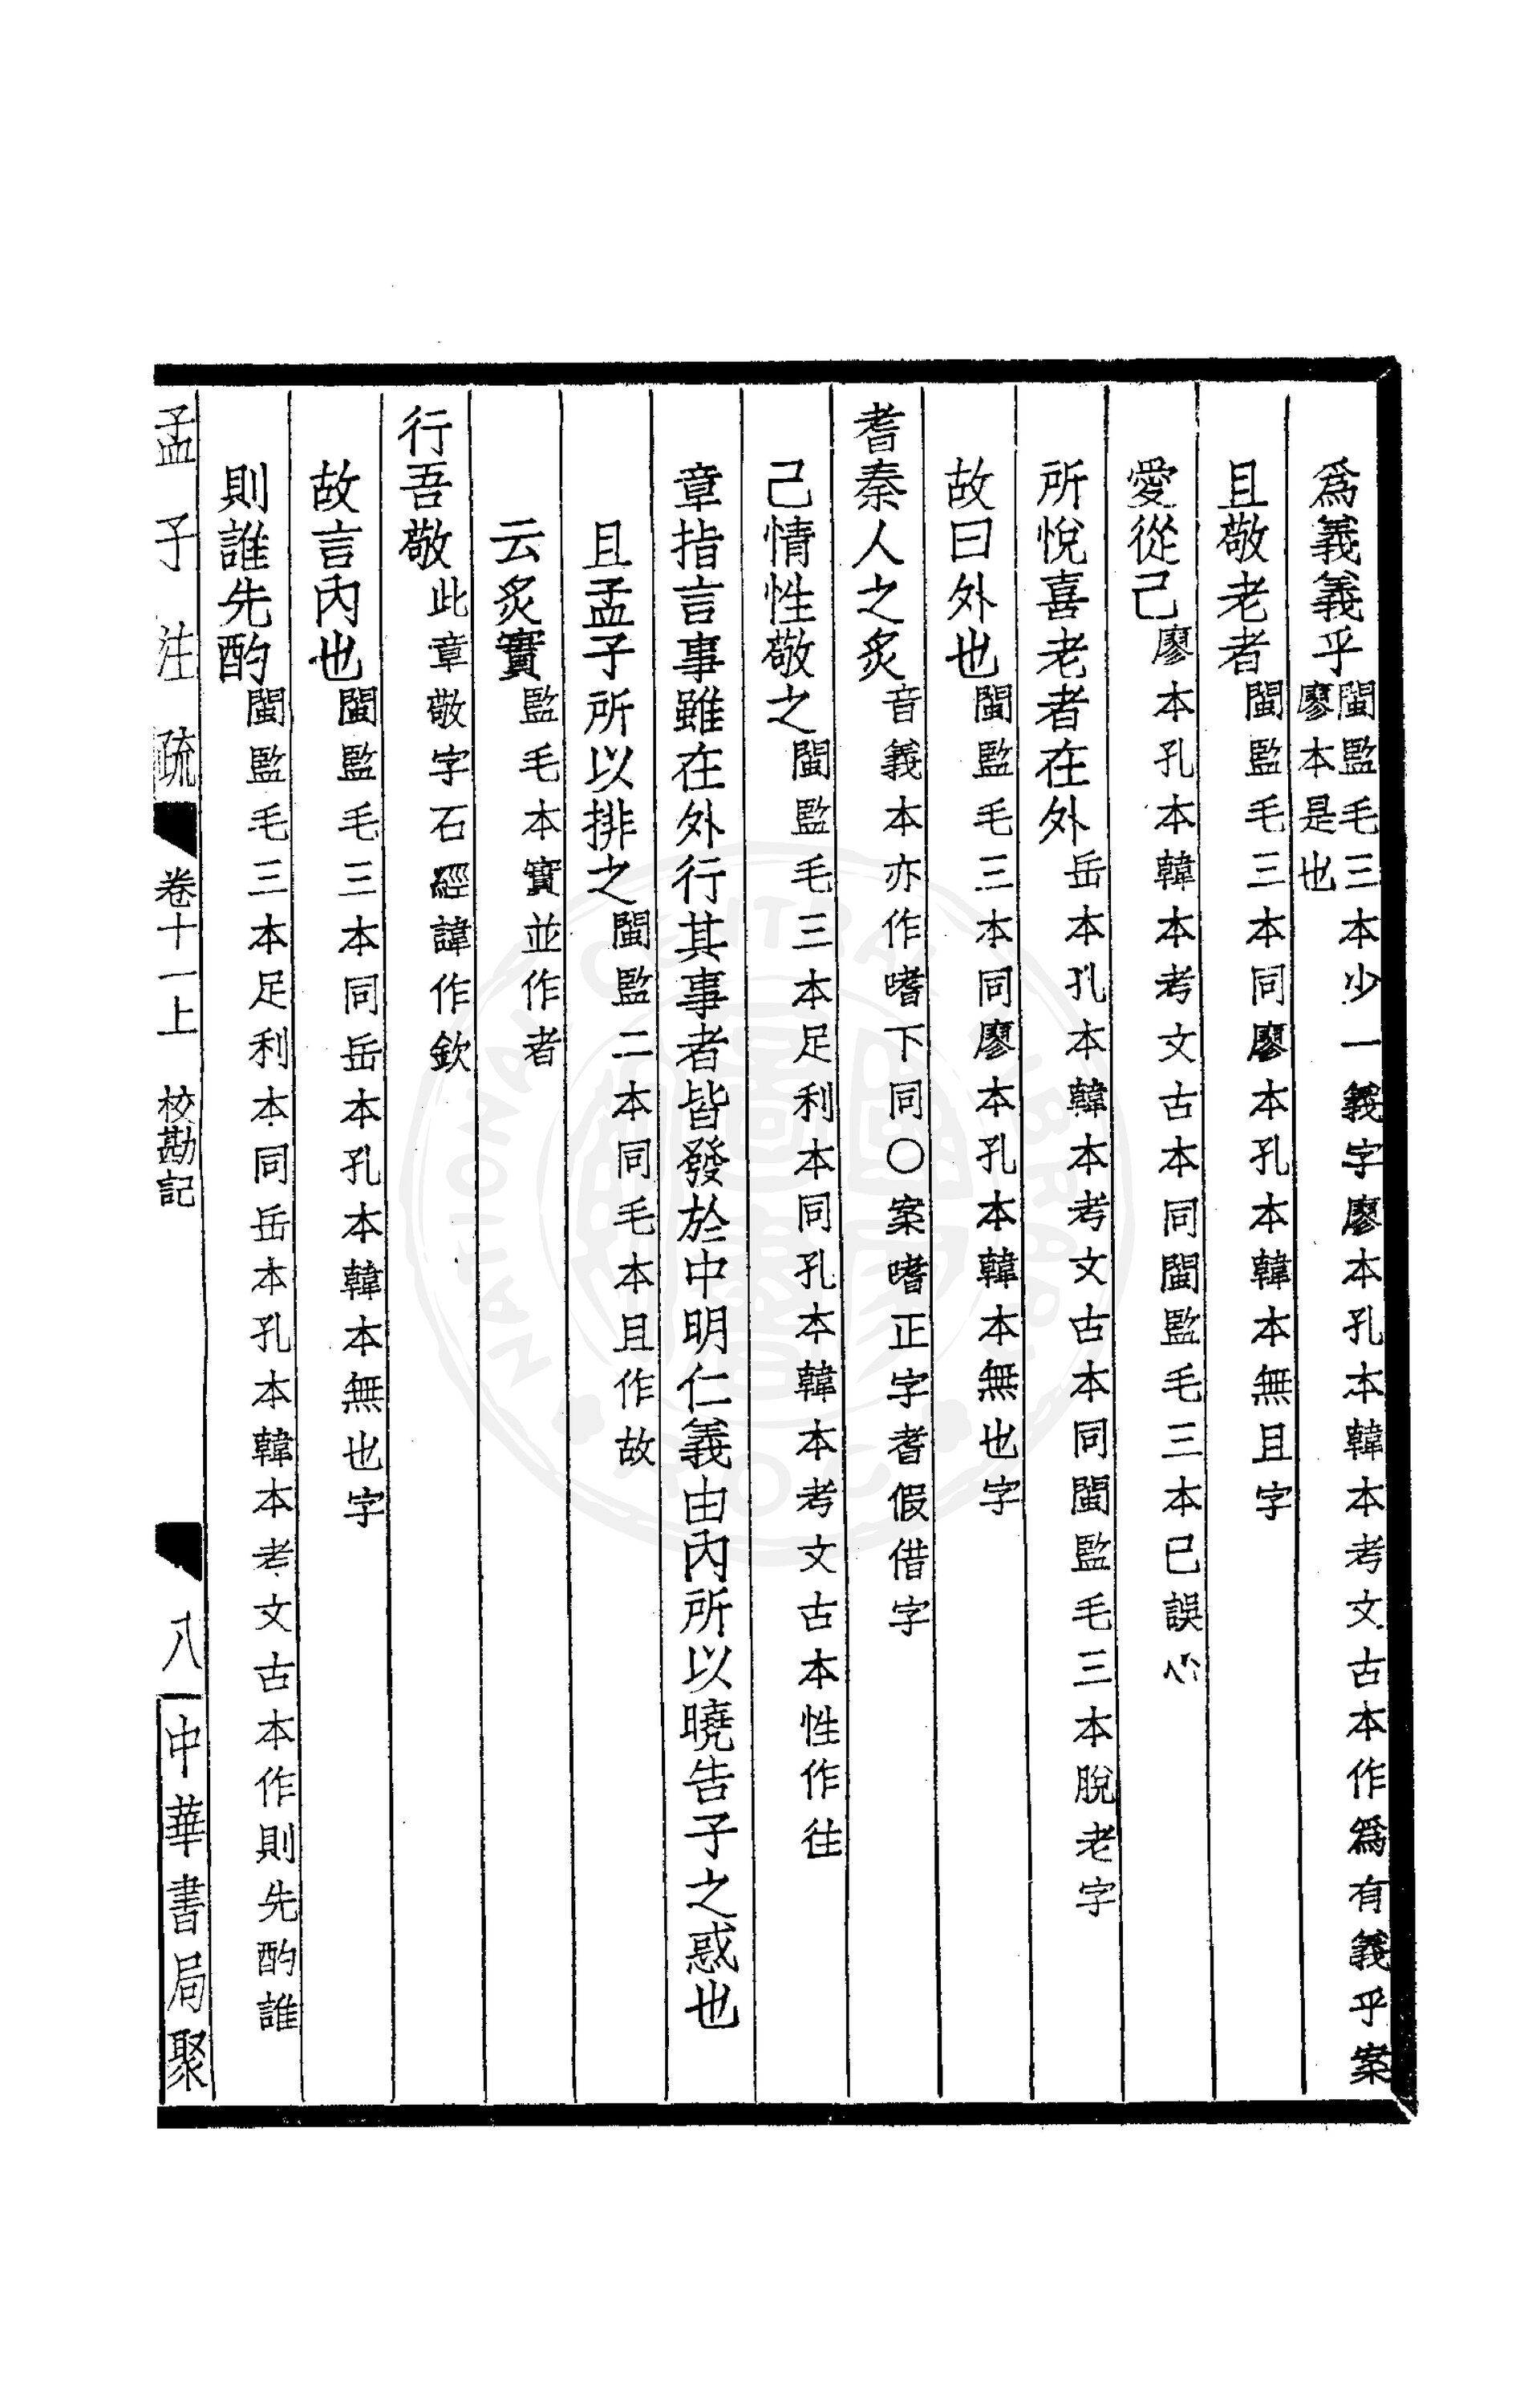 爲義義乎閩監毛三本少一義字廖本孔本韓本考文古本作爲有義乎案廖本是也
且敬老者閩監毛三本同廖本孔本韓本無且字
愛從己廖本孔本韓本考文古本同閩監毛三本已誤心
所悅喜老者在外岳本孔本韓本考文古本同閩監毛三本脫老字
故曰外也閩監毛三本同廖本孔本韓本無也字
耆秦人之炙音義本亦作嗜下同○案嗜正字耆假借字
己情性敬之閩監毛三本足利本同孔本韓本考文古本性作往
章指言事雖在外行其事者皆發於中明仁義由內所以曉告子之惑也
且孟子所以排之閩監二本同毛本且作故
云炙實監毛本實並作者
行吾敬此章敬字石經諱作欽
故言內也閩監毛三本同岳本孔本韓本無也字
則誰先酌閩監毛三本足利本同岳本孔本韓本考文古本作則先酌誰
孟子注疏 卷十一上 校勘記 八 中華書局聚
NATIONAL CENTRAL LIBRARY ROC